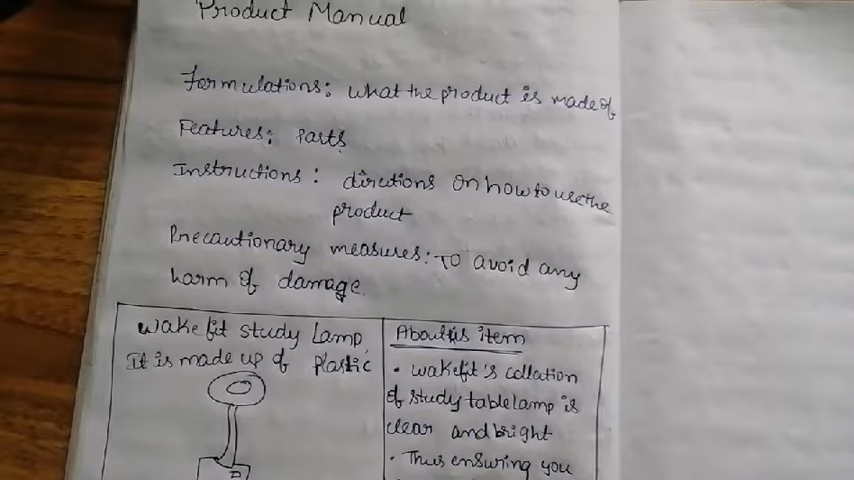 Product Manual
Formulations: what the product is made of
Features: Parts
Instructions: directions on how to use the
product
Precautionary measures: To avoid any
harm of damage.
wakefit study Lamp,
It is made up of plastic
About this item
• wakefit's collation
of study table lamp is
clear and bright
• Thus ensuring you